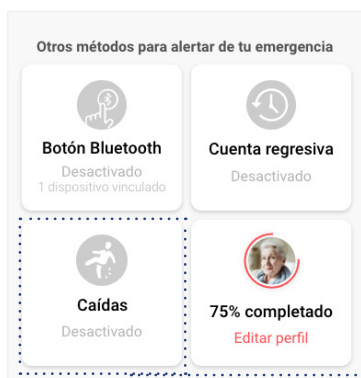 Otros métodos para alertar de tu emergencia
Botón Bluetooth
Desactivado
1 dispositivo vinculado
Cuenta regresiva
Desactivado
Caídas
Desactivado
75% completado
Editar perfil